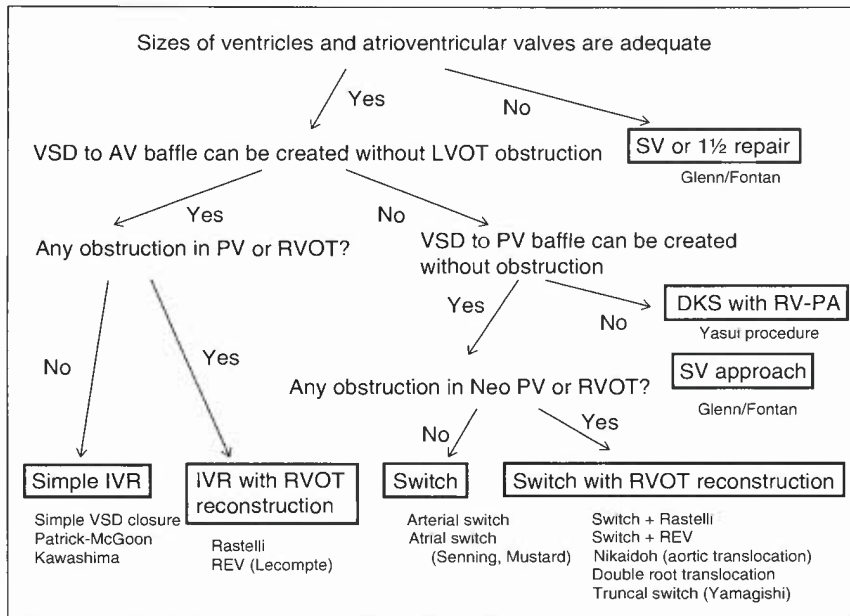 Sizes of ventricles and atrioventricular valves are adequate
Yes
No
VSD to AV baffle can be created without LVOT obstruction
SV or 1½ repair
Glenn/Fontan
Yes
No
Any obstruction in PV or RVOT?
VSD to PV baffle can be created
without obstruction
Yes
No
DKS with RV-PA
Yasui procedure
No
Yes
Any obstruction in Neo PV or RVOT?
SV approach
Glenn/Fontan
No
Yes
Simple IVR
Simple VSD closure
Patrick-McGoon
Kawashima
IVR with RVOT
reconstruction
Rastelli
REV (Lecompte)
Switch
Arterial switch
Atrial switch
(Senning, Mustard)
Switch with RVOT reconstruction
Switch + Rastelli
Switch + REV
Nikaidoh (aortic translocation)
Double root translocation
Truncal switch (Yamagishi)